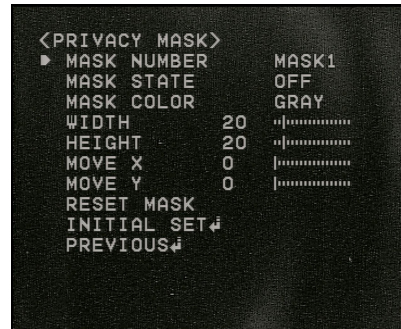 <PRIVACY MASK>
MASK NUMBER MASK1
MASK STATE OFF
MASK COLOR GRAY
WIDTH 20
HEIGHT 20
MOVE X 0
MOVE Y 0
RESET MASK
INITIAL SET↲
PREVIOUS↲